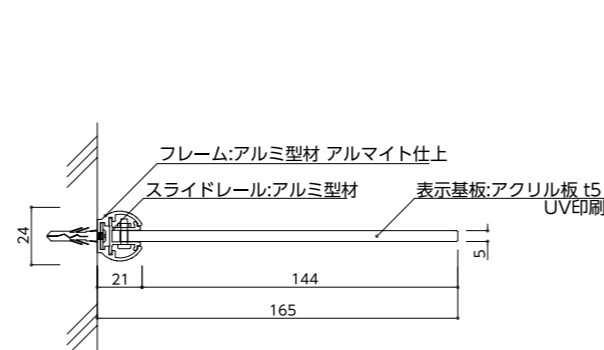 フレーム:アルミ型材 アルマイト仕上
スライドレール:アルミ型材
表示基板:アクリル板 t5
UV印刷
24
5
21
144
165